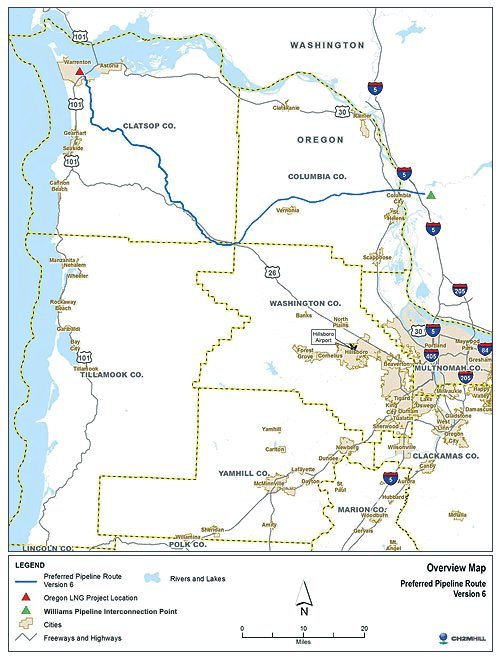 101
WASHINGTON
Warrenton
Astoria
5
101
Clatskanie
30
Rainier
CLATSOP CO.
Gearhart
Seaside
OREGON
101
5
COLUMBIA CO.
Cannon
Beach
Columbia
City
Vernonia
St.
Helens
5
Scappoose
Manzanita
Nehalem
Wheeler
26
205
Rockaway
Beach
WASHINGTON CO.
Banks
North
Plains
Garibaldi
Hillsboro
Airport
30
5
Bay
City
Portland
Maywood
Park
Forest
Grove
Cornelius
Hillsboro
405
84
101
Gresham
Tillamook
TILLAMOOK CO.
Beaverton
MULTNOMAH CO.
205
Milwaukie
Happy
Valley
Tigard
Lake
Oswego
King
City
Damascus
Durham
Tualatin
Gladstone
West
Linn
Oregon
City
Sherwood
Yamhill
Carlton
Newberg
Wilsonville
Dundee
CLACKAMAS CO.
Canby
YAMHILL CO.
Lafayette
McMinnville
Dayton
St.
Paul
5
Aurora
Hubbard
MARION CO.
Woodburn
Molalla
Sheridan
Amity
Gervais
Willamina
LINCOLN CO.
POLK CO.
Mt.
Angel
LEGEND
Preferred Pipeline Route
Version 6
Rivers and Lakes
Oregon LNG Project Location
Williams Pipeline Interconnection Point
Cities
Freeways and Highways
N
0 10 20
Miles
Overview Map
Preferred Pipeline Route
Version 6
CH2MHILL